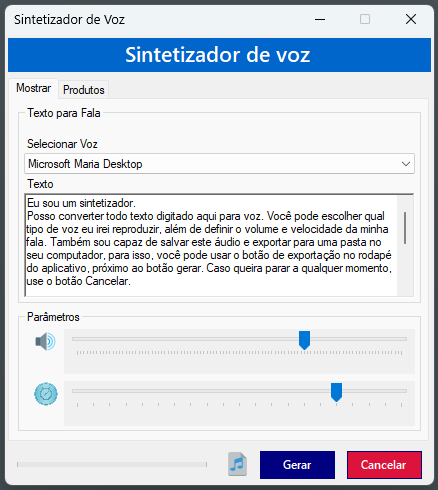 Sintetizador de Voz
Sintetizador de voz
Mostrar
Produtos
Texto para Fala
Selecionar Voz
Microsoft Maria Desktop
Texto
Eu sou um sintetizador.
Posso converter todo texto digitado aqui para voz. Você pode escolher qual
tipo de voz eu irei reproduzir, além de definir o volume e velocidade da minha
fala. Também sou capaz de salvar este áudio e exportar para uma pasta no
seu computador, para isso, você pode usar o botão de exportação no rodapé
do aplicativo, próximo ao botão gerar. Caso queira parar a qualquer momento,
use o botão Cancelar.
Parâmetros
Gerar
Cancelar